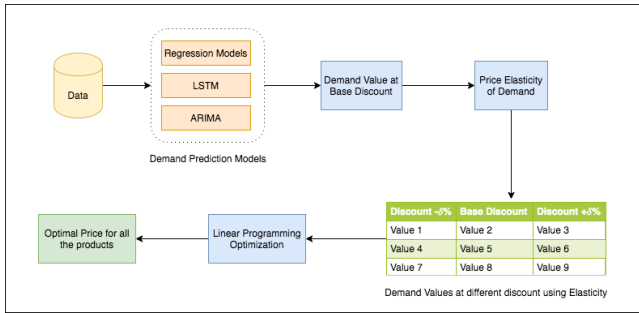 Data
Regression Models
LSTM
ARIMA
Demand Prediction Models
Demand Value at
Base Discount
Price Elasticity
of Demand
Discount -δ% Base Discount Discount +δ%
Value 1 Value 2 Value 3
Value 4 Value 5 Value 6
Value 7 Value 8 Value 9
Demand Values at different discount using Elasticity
Linear Programming
Optimization
Optimal Price for all
the products